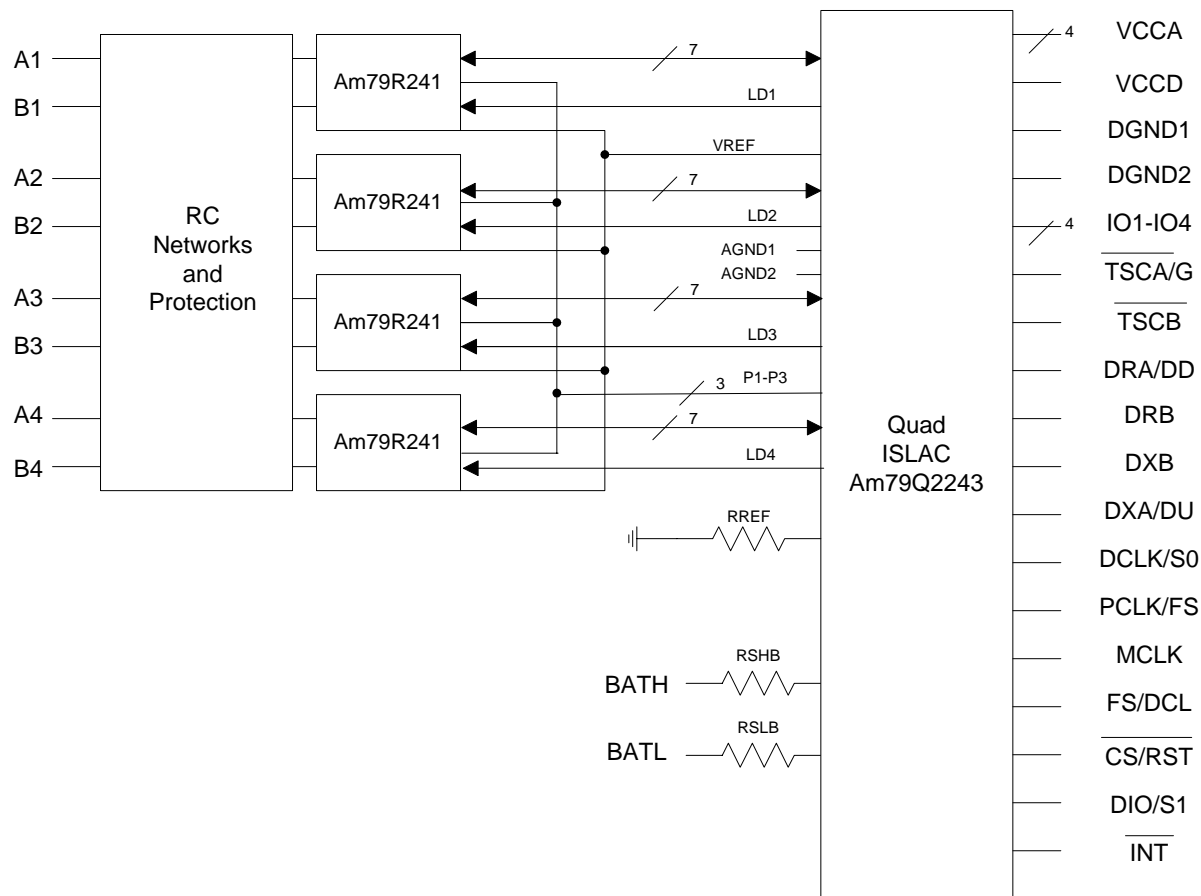 A1
B1
A2
B2
A3
B3
A4
B4
RC
Networks
and
Protection
Am79R241
Am79R241
Am79R241
Am79R241
7
LD1
VREF
7
LD2
AGND1
AGND2
7
LD3
3 P1-P3
7
LD4
RREF
BATH
RSHB
BATL
RSLB
Quad
ISLAC
Am79Q2243
4 VCCA
VCCD
DGND1
DGND2
4 IO1-IO4
TSCA/G
TSCB
DRA/DD
DRB
DXB
DXA/DU
DCLK/S0
PCLK/FS
MCLK
FS/DCL
CS/RST
DIO/S1
INT